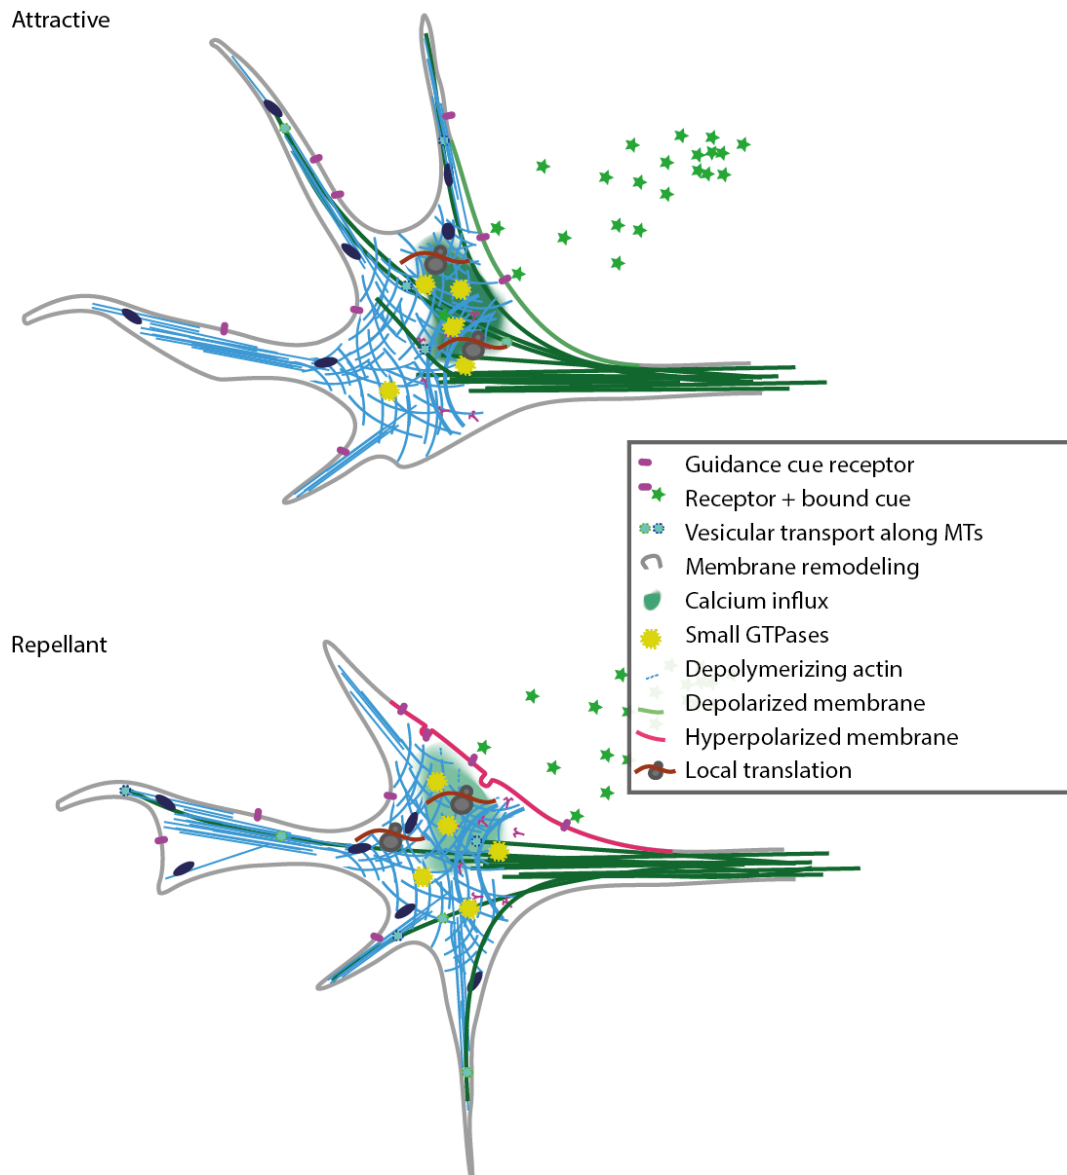 Attractive
Guidance cue receptor
Receptor + bound cue
Vesicular transport along MTs
Membrane remodeling
Calcium influx
Small GTPases
Depolymerizing actin
Depolarized membrane
Hyperpolarized membrane
Local translation
Repellant